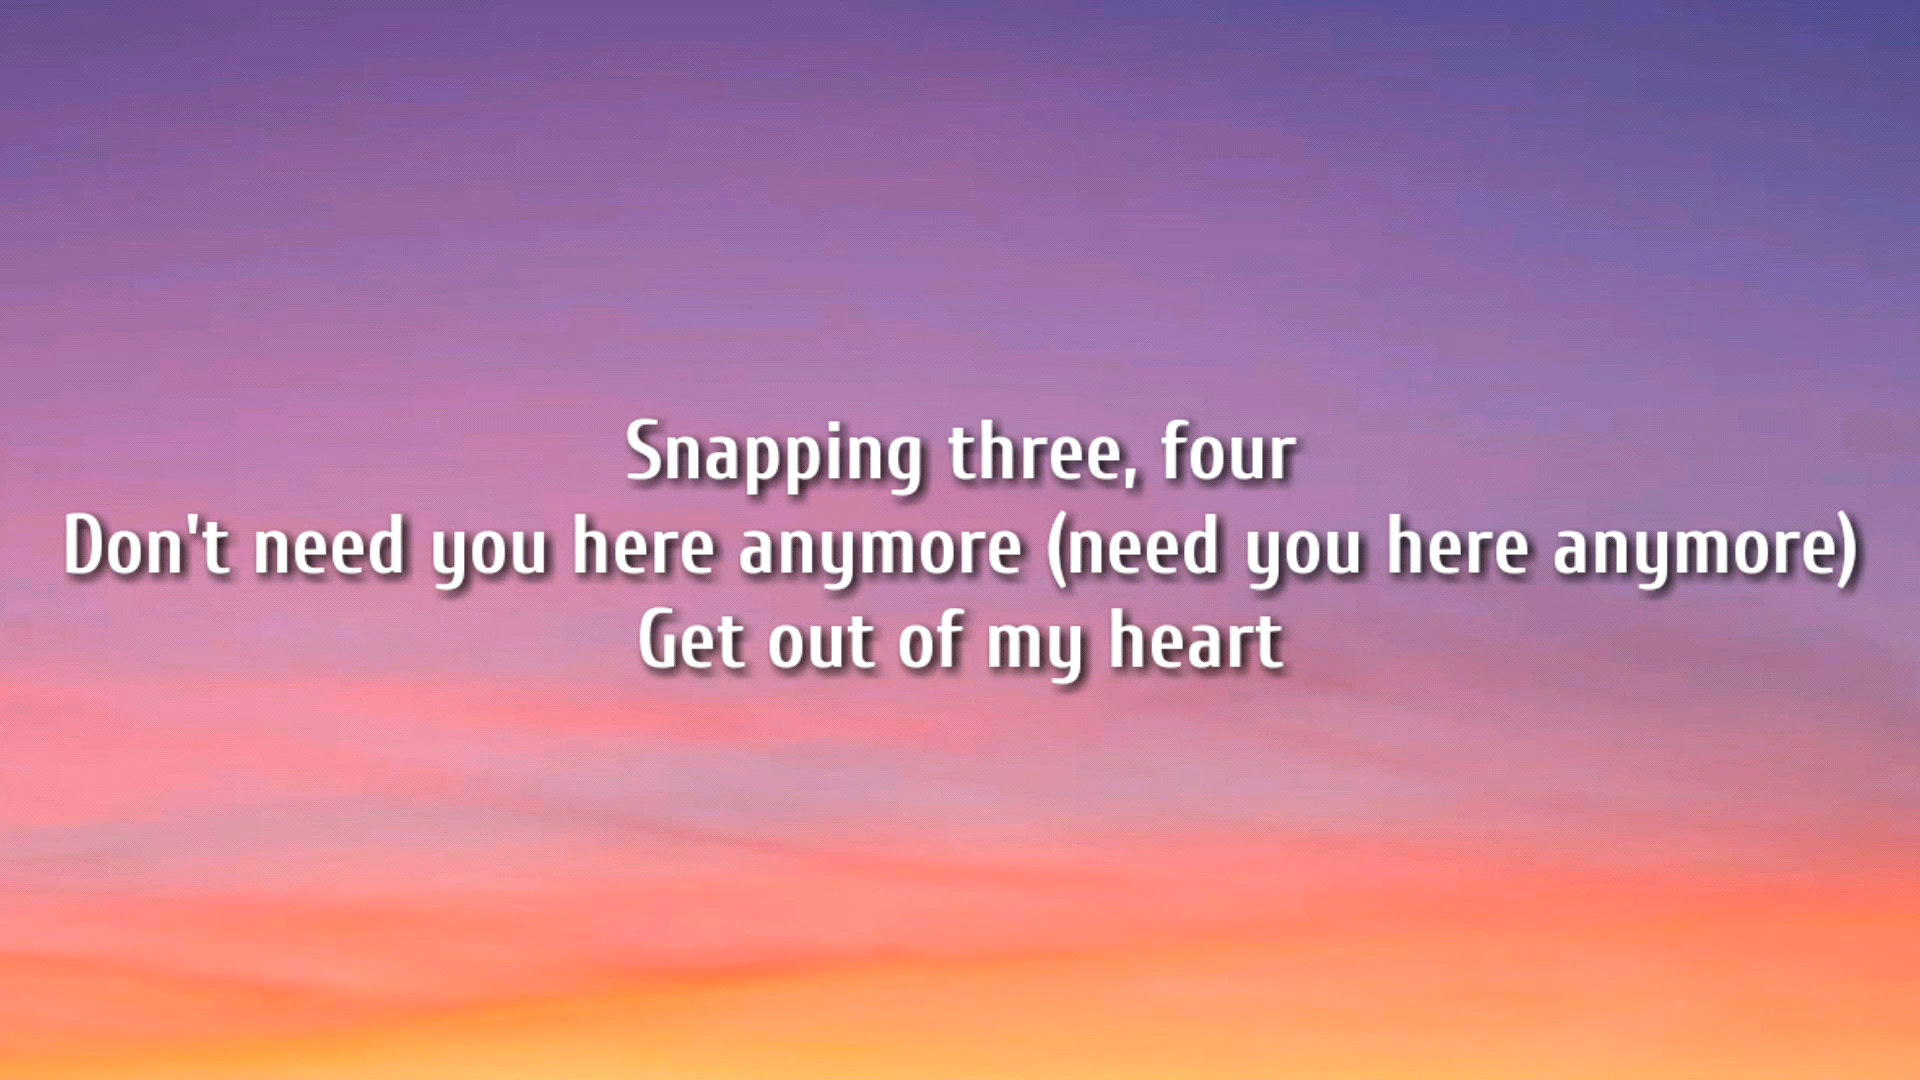 Snapping three, four
Don't need you here anymore (need you here anymore)
Get out of my heart